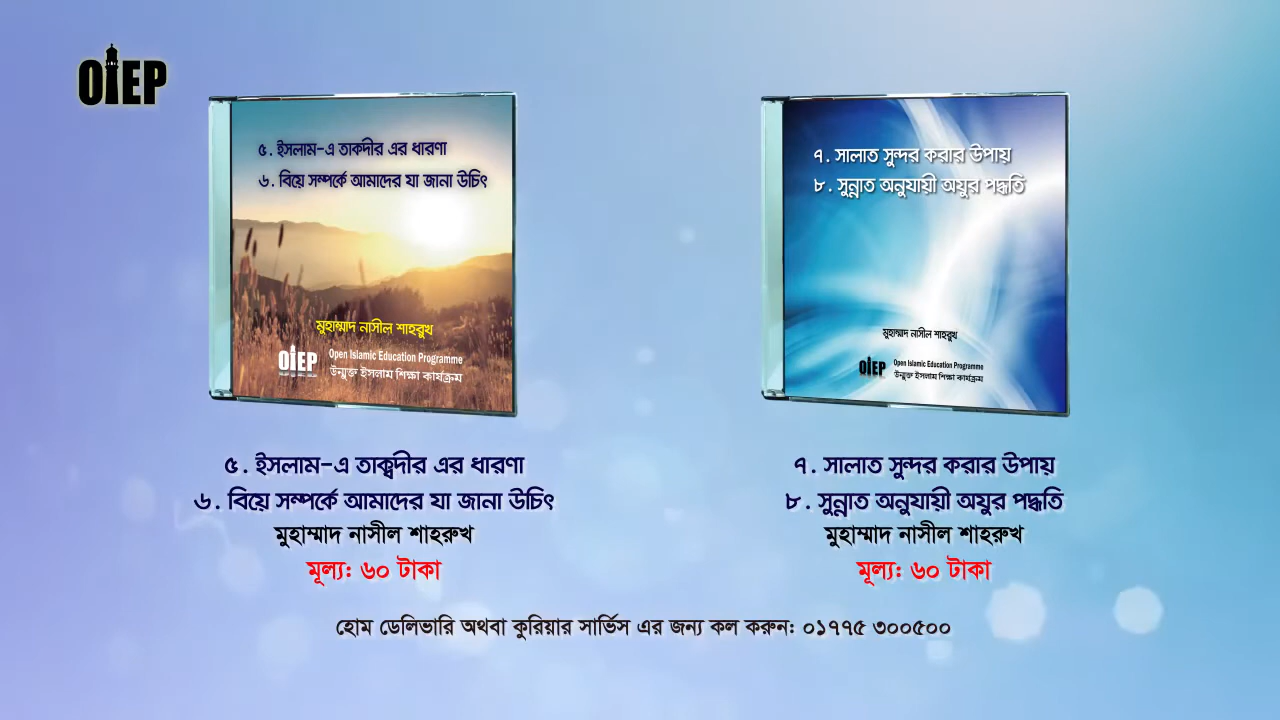 OIEP
৫. ইসলাম-এ তাকদীর এর ধারণা
৬. বিয়ে সম্পর্কে আমাদের যা জানা উচিৎ
মুহাম্মাদ নাসীল শাহরুখ
OIEP
Open Islamic Education Programme
উন্মুক্ত ইসলাম শিক্ষা কার্যক্রম
৭. সালাত সুন্দর করার উপায়
৮. সুন্নাত অনুযায়ী অযুর পদ্ধতি
মুহাম্মাদ নাসীল শাহরুখ
OIEP
Open Islamic Education Programme
উন্মুক্ত ইসলাম শিক্ষা কার্যক্রম
৫. ইসলাম-এ তাক্বদীর এর ধারণা
৬. বিয়ে সম্পর্কে আমাদের যা জানা উচিৎ
মুহাম্মাদ নাসীল শাহরুখ
মূল্য: ৬০ টাকা
৭. সালাত সুন্দর করার উপায়
৮. সুন্নাত অনুযায়ী অযুর পদ্ধতি
মুহাম্মাদ নাসীল শাহরুখ
মূল্য: ৬০ টাকা
হোম ডেলিভারি অথবা কুরিয়ার সার্ভিস এর জন্য কল করুন: ০১৭৭৫ ৩০০৫০০